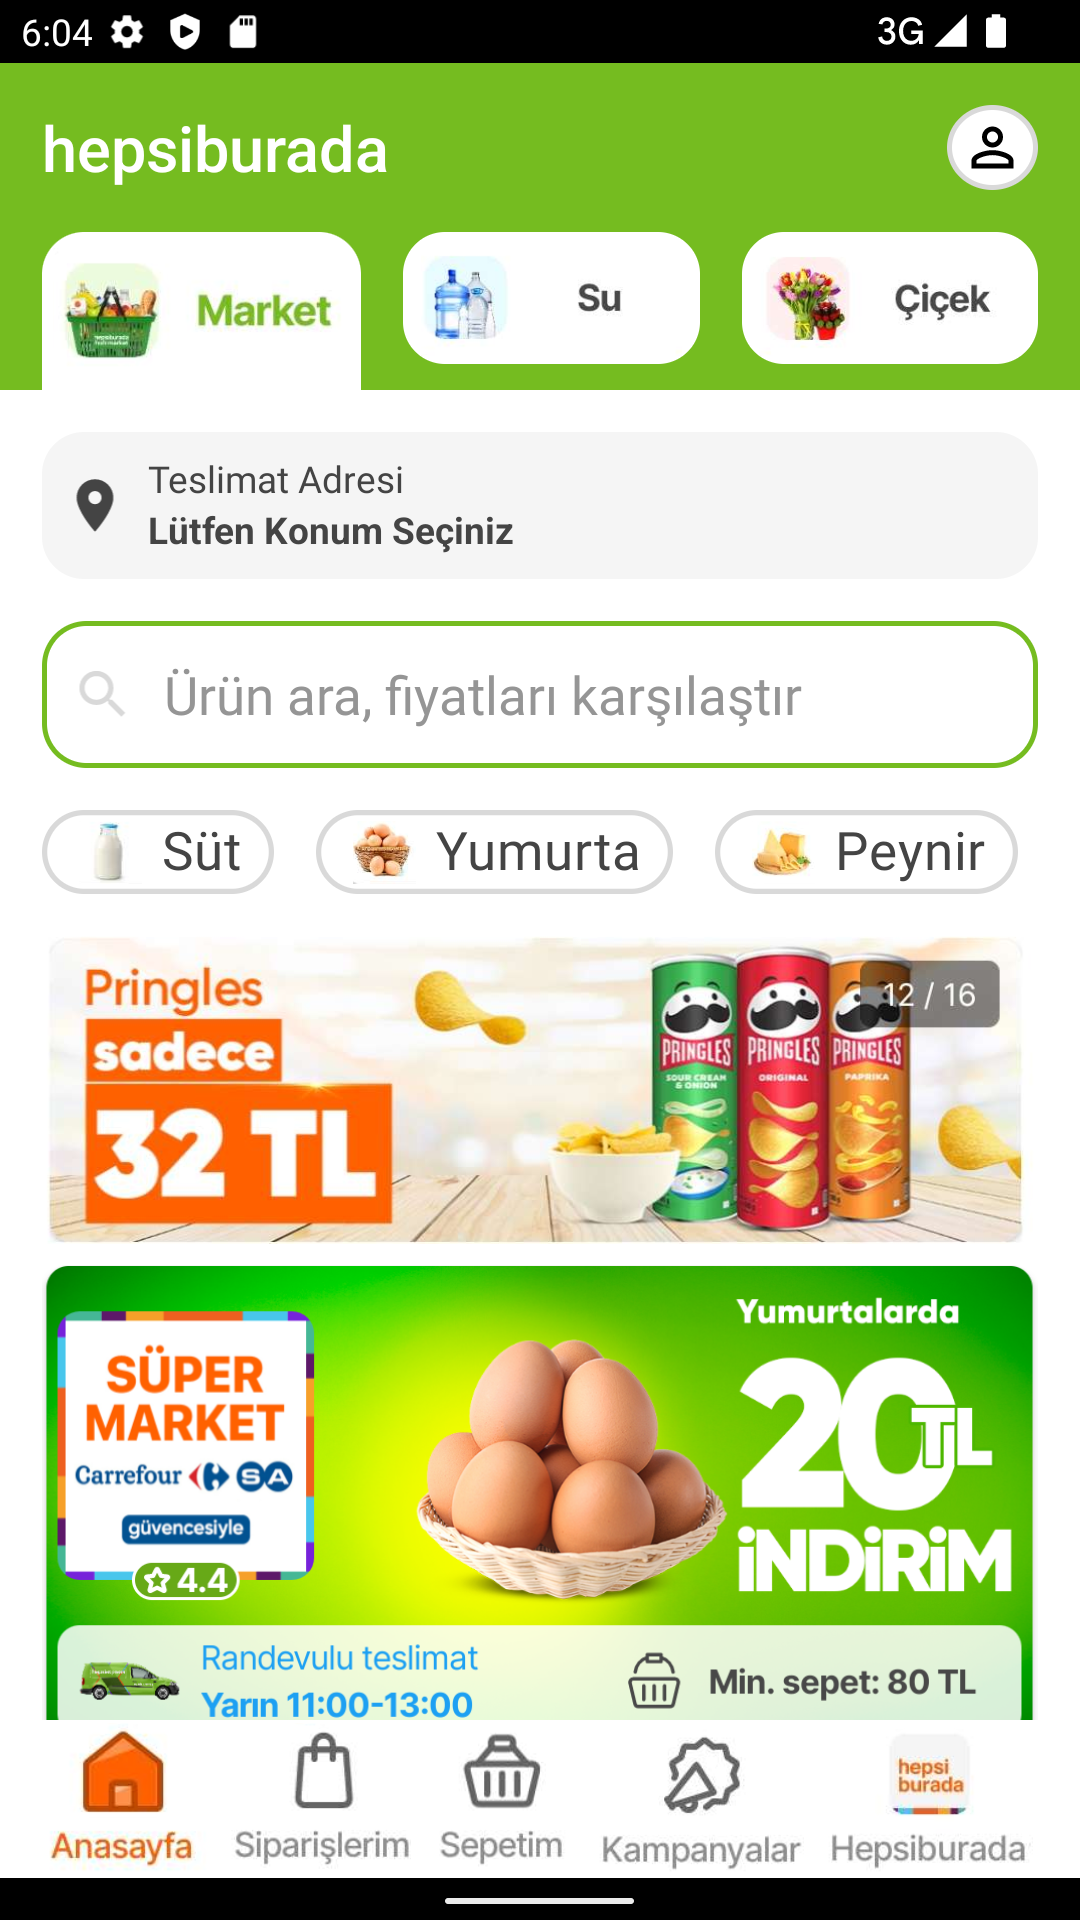 6:04
3G
hepsiburada
Market
Su
Çiçek
Teslimat Adresi
Lütfen Konum Seçiniz
Ürün ara, fiyatları karşılaştır
Süt
Yumurta
Peynir
Pringles
sadece
32 TL
12 / 16
PRINGLES
SOUR CREAM
& ONION
PRINGLES
ORIGINAL
PRINGLES
PAPRIKA
Yumurtalarda
20 TL
İNDİRİM
SÜPER
MARKET
Carrefour SA
güvencesiyle
4.4
Randevulu teslimat
Yarın 11:00-13:00
Min. sepet: 80 TL
Anasayfa
Siparişlerim
Sepetim
Kampanyalar
hepsi
burada
Hepsiburada